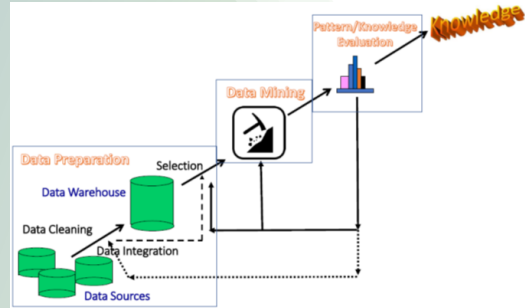 Knowledge
Pattern/Knowledge
Evaluation
Data Mining
Data Preparation
Selection
Data Warehouse
Data Cleaning
Data Integration
Data Sources